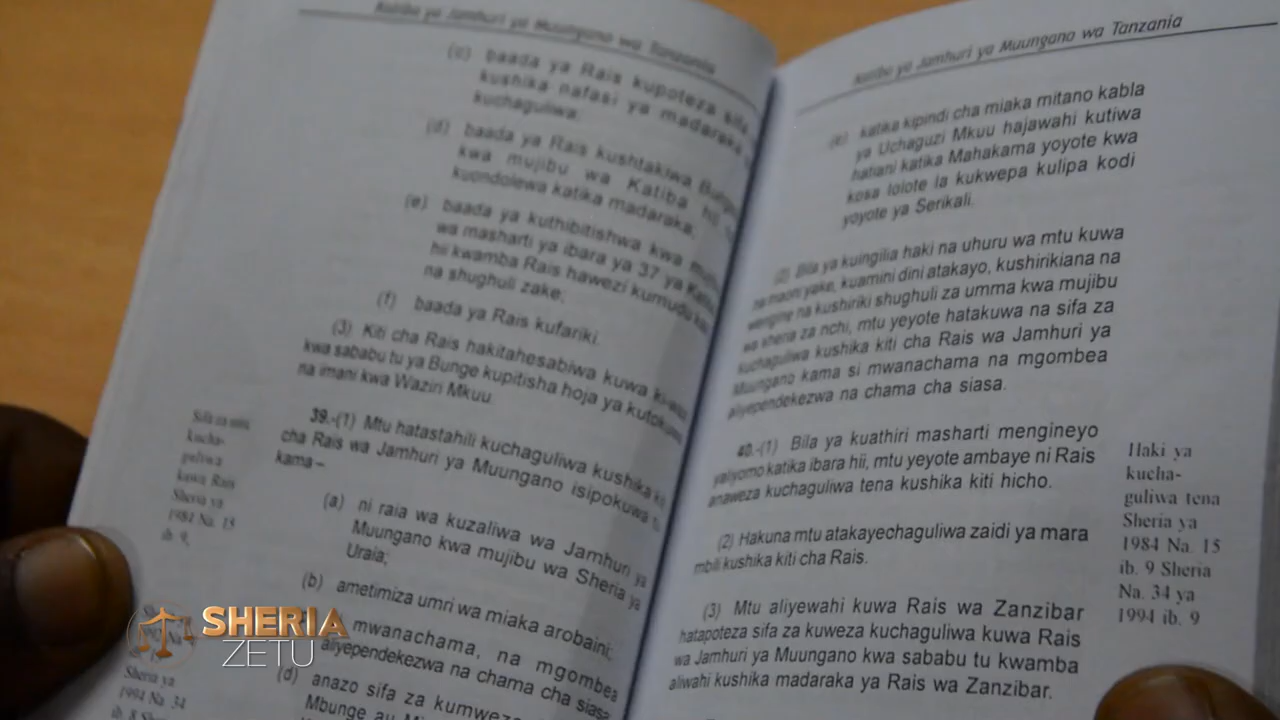 Katiba ya Jamhuri ya Muungano wa Tanzania
(c) baada ya Rais kupoteza sifa
kushika nafasi ya madaraka
kuchaguliwa;
(d) baada ya Rais kushtakiwa
kwa mujibu wa Katiba hii
kuondolewa katika madaraka;
(e) baada ya kuthibitishwa kwa
wa masharti ya ibara ya 37 ya
hii kwamba Rais hawezi kumudu
na shughuli zake;
(f) baada ya Rais kufariki.
(3) Kiti cha Rais hakitahesabiwa kuwa
kwa sababu tu ya Bunge kupitisha hoja ya
na imani kwa Waziri Mkuu.
39.-(1) Mtu hatastahili kuchaguliwa kushika
cha Rais wa Jamhuri ya Muungano isipokuwa
kama –
Sifa za mtu
kucha-
guliwa
kuwa Rais
Sheria ya
1984 Na. 15
ib. 9,
(a) ni raia wa kuzaliwa wa Jamhuri ya
Muungano kwa mujibu wa Sheria ya
Uraia;
(b) ametimiza umri wa miaka arobaini;
mwanachama, na mgombea
aliyependekezwa na chama cha siasa
(d) anazo sifa za
Mbunge au
Sheria ya
1994 Na. 34
ib. 8
SHERIA
ZETU
Katiba ya Jamhuri ya Muungano wa Tanzania
(e) katika kipindi cha miaka mitano kabla
ya Uchaguzi Mkuu hajawahi kutiwa
hatiani katika Mahakama yoyote kwa
kosa lolote la kukwepa kulipa kodi
yoyote ya Serikali.
(2) Bila ya kuingilia haki na uhuru wa mtu kuwa
na maoni yake, kuamini dini atakayo, kushirikiana na
wengine na kushiriki shughuli za umma kwa mujibu
wa sheria za nchi, mtu yeyote hatakuwa na sifa za
kuchaguliwa kushika kiti cha Rais wa Jamhuri ya
Muungano kama si mwanachama na mgombea
aliyependekezwa na chama cha siasa.
40.-(1) Bila ya kuathiri masharti mengineyo
yaliyomo katika ibara hii, mtu yeyote ambaye ni Rais
anaweza kuchaguliwa tena kushika kiti hicho.
(2) Hakuna mtu atakayechaguliwa zaidi ya mara
mbili kushika kiti cha Rais.
(3) Mtu aliyewahi kuwa Rais wa Zanzibar
hatapoteza sifa za kuweza kuchaguliwa kuwa Rais
wa Jamhuri ya Muungano kwa sababu tu kwamba
aliwahi kushika madaraka ya Rais wa Zanzibar.
Haki ya
kucha-
guliwa tena
Sheria ya
1984 Na. 15
ib. 9 Sheria
Na. 34 ya
1994 ib. 9